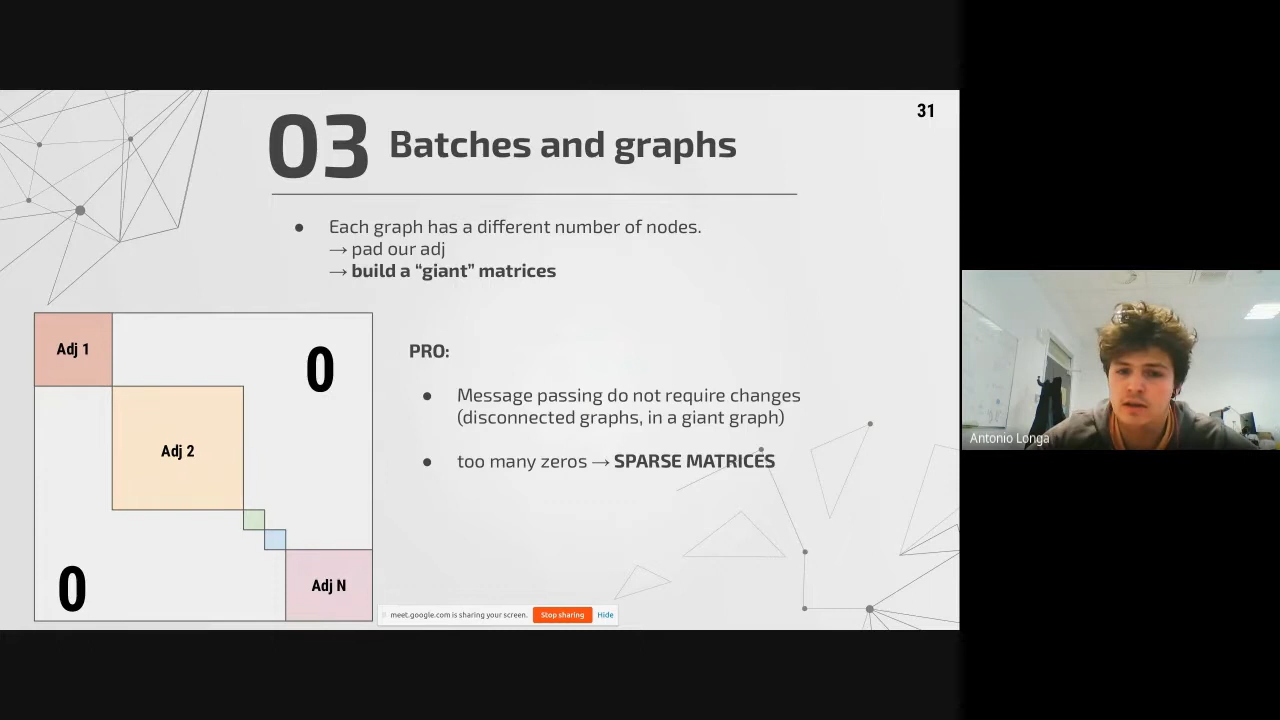 31
03 Batches and graphs
● Each graph has a different number of nodes.
→ pad our adj
→ build a “giant” matrices
Adj 1
0
Adj 2
Adj N
0
PRO:
● Message passing do not require changes
(disconnected graphs, in a giant graph)
● too many zeros → SPARSE MATRICES
meet.google.com is sharing your screen. Stop sharing Hide
Antonio Longa